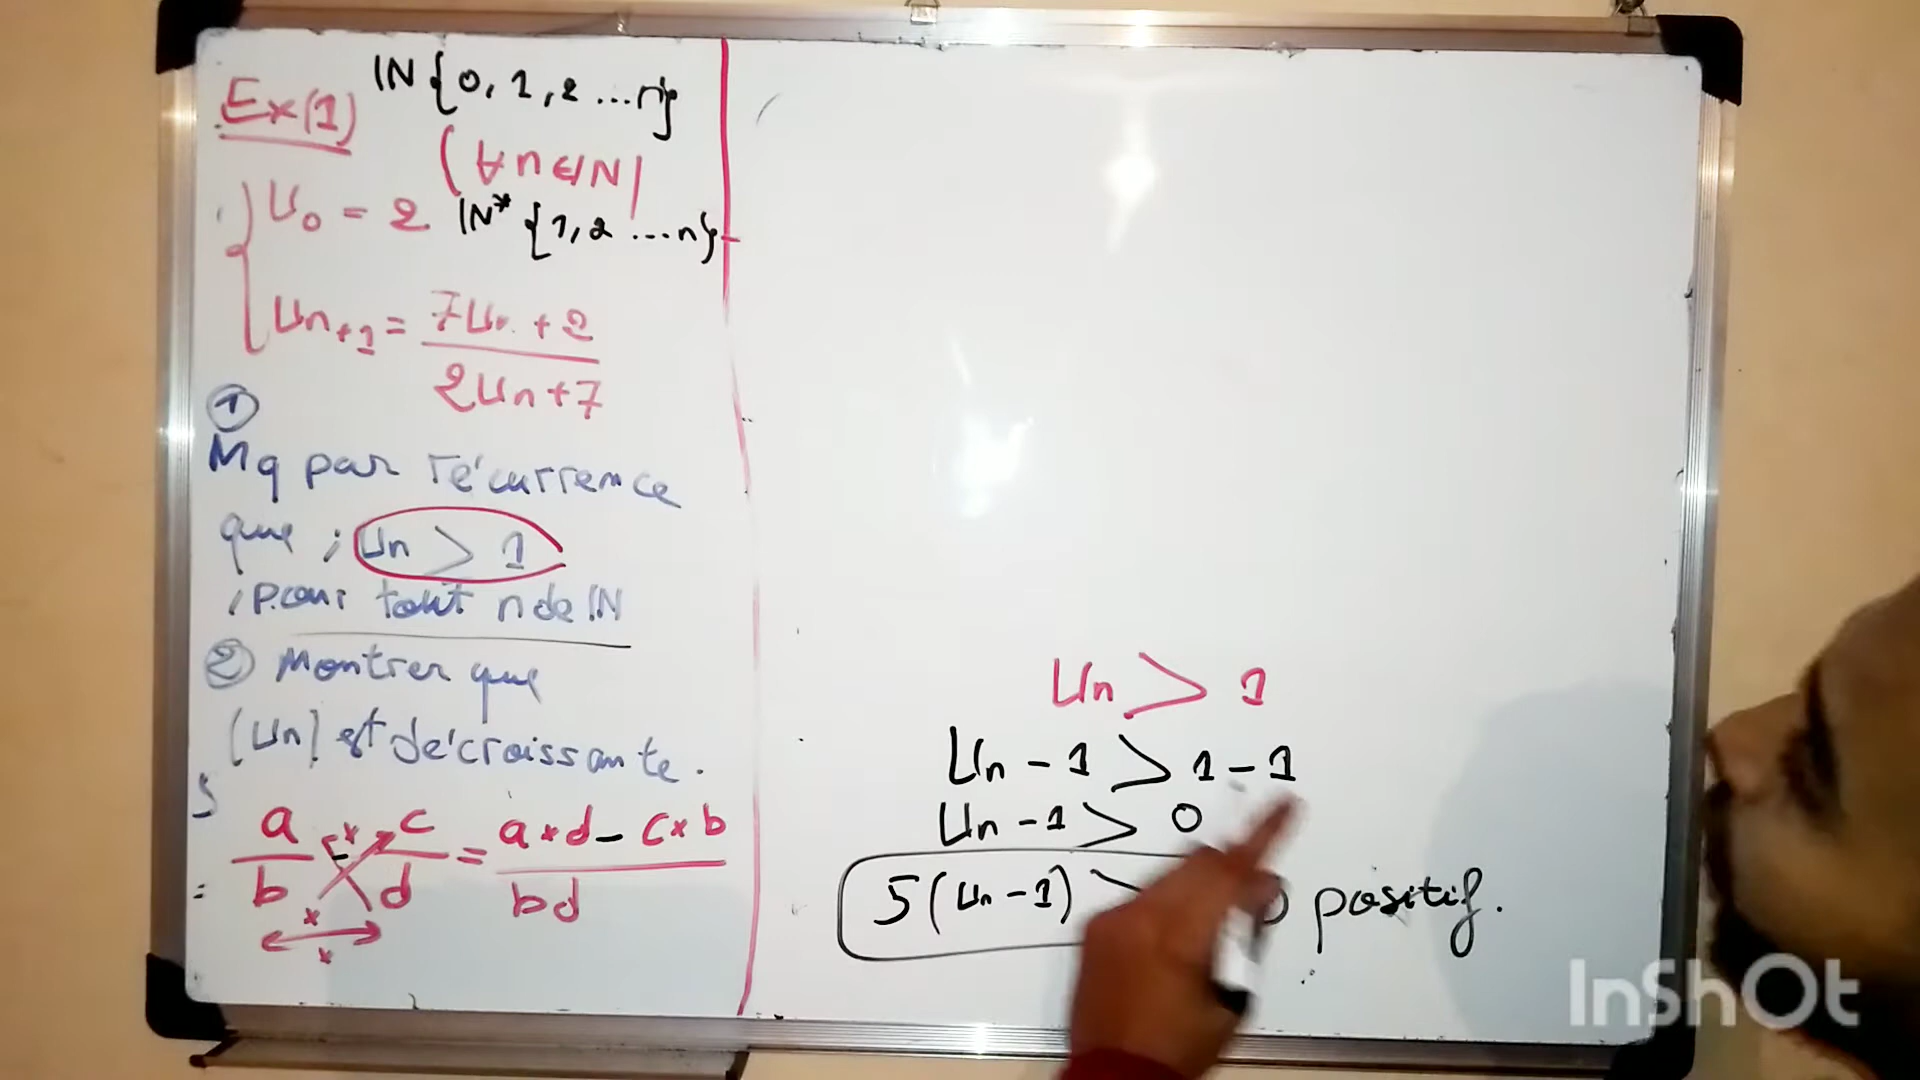 Ex(1) IN{0,1,2...n}
(∀n∈IN)
U₀ = 2 IN* {1,2...n}
Uₙ₊₁ = (7Uₙ + 2) / (2Uₙ + 7)
①
Mq par récurrence
que ; Un > 1
; pour tout n de IN
② Montrer que
(Un) est décroissante.
a/b - c/d = (a×d - c×b) / bd
Un > 1
Un - 1 > 1 - 1
Un - 1 > 0
5(Un - 1) > 0 positif.
InShOt